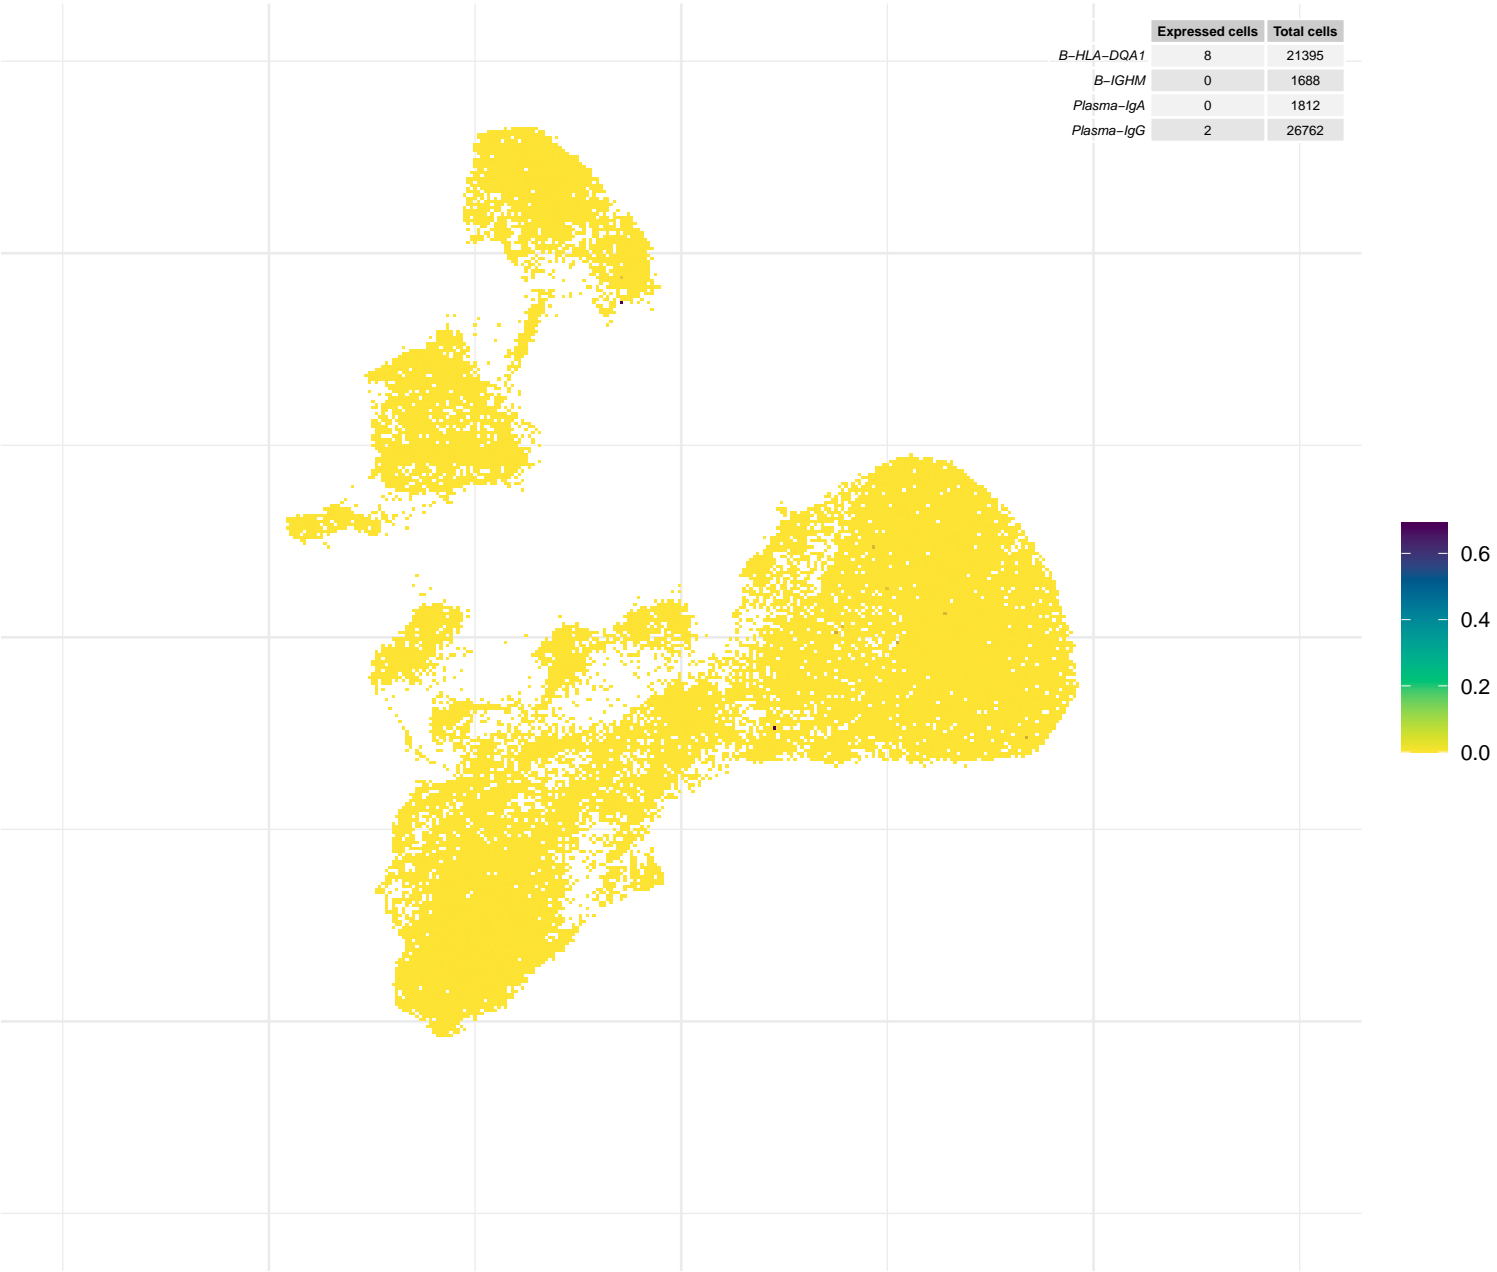 Expressed cells Total cells
B−HLA−DQA1 8 21395
B−IGHM 0 1688
Plasma−IgA 0 1812
Plasma−IgG 2 26762
0.6
0.4
0.2
0.0